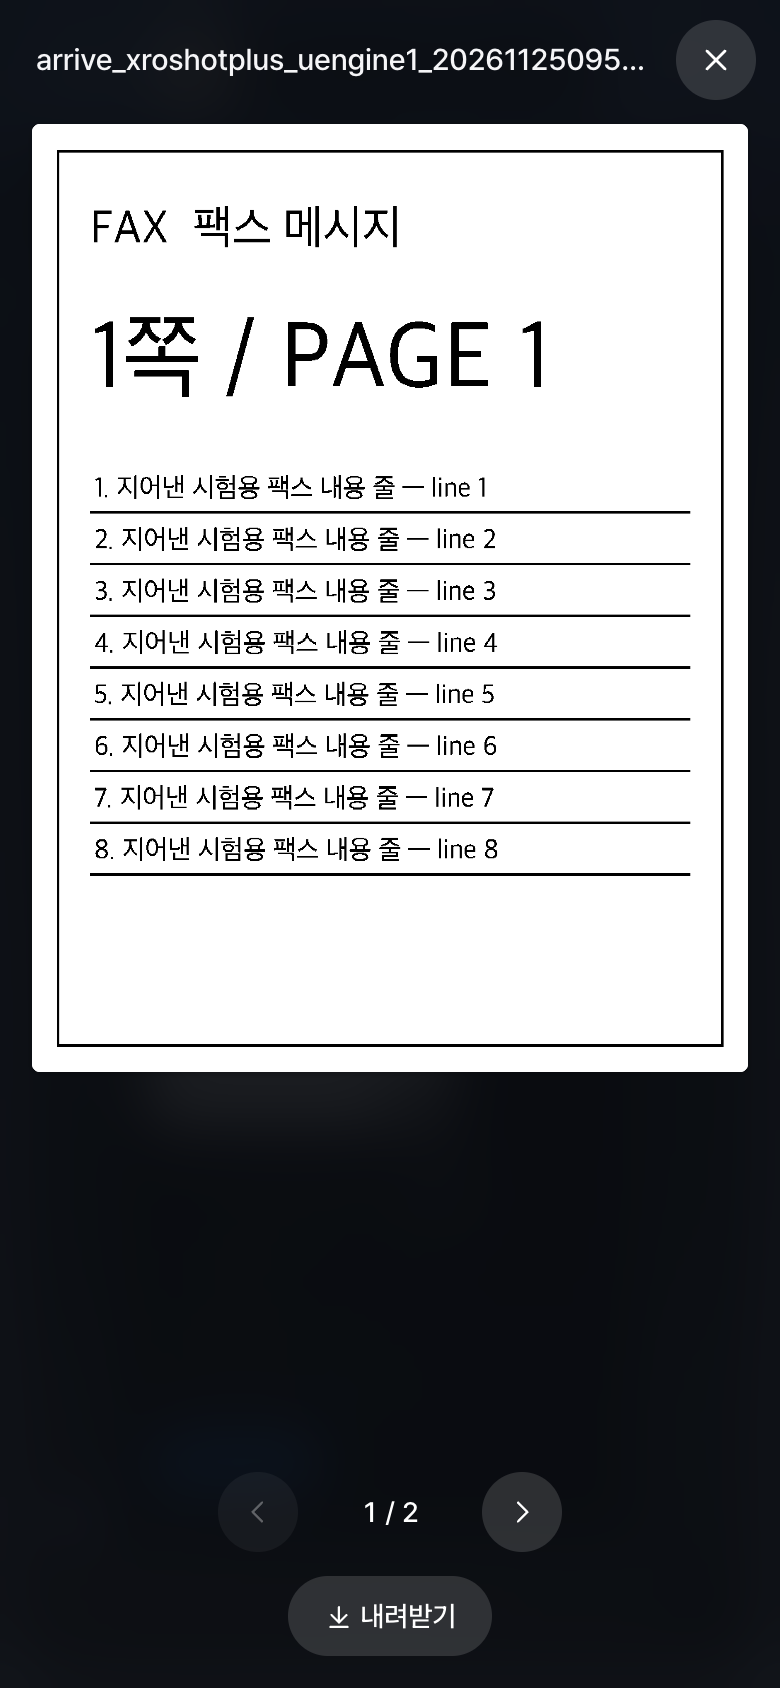 arrive_xroshotplus_uengine1_20261125095...
FAX 팩스 메시지
1쪽 / PAGE 1
1. 지어낸 시험용 팩스 내용 줄 — line 1
2. 지어낸 시험용 팩스 내용 줄 — line 2
3. 지어낸 시험용 팩스 내용 줄 — line 3
4. 지어낸 시험용 팩스 내용 줄 — line 4
5. 지어낸 시험용 팩스 내용 줄 — line 5
6. 지어낸 시험용 팩스 내용 줄 — line 6
7. 지어낸 시험용 팩스 내용 줄 — line 7
8. 지어낸 시험용 팩스 내용 줄 — line 8
1 / 2
내려받기